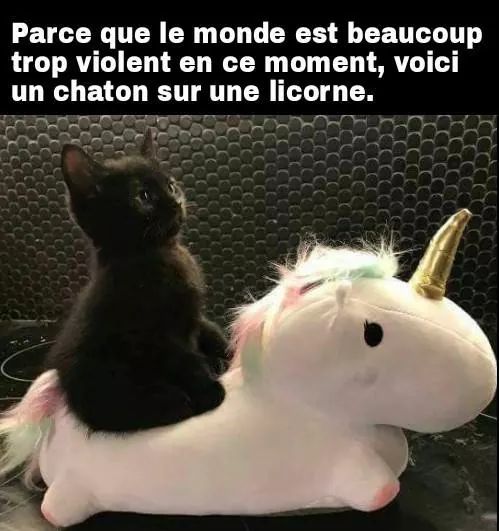 Parce que le monde est beaucoup
trop violent en ce moment, voici
un chaton sur une licorne.